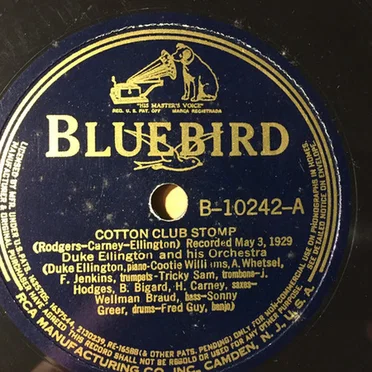 "HIS MASTER'S VOICE"
REG. U. S. PAT. OFF. MARCA REGISTRADA
BLUEBIRD
B-10242-A
COTTON CLUB STOMP
(Rodgers-Carney-Ellington) Recorded May 3, 1929
Duke Ellington and his Orchestra
(Duke Ellington, piano-Cootie Williams, A. Whetsel,
F. Jenkins, trumpets-Tricky Sam, trombone-J.
Hodges, B. Bigard, H. Carney, saxes-
Wellman Braud, bass-Sonny
Greer, drums-Fred Guy, banjo)
RCA MANUFACTURING CO. INC., CAMDEN, N. J., U. S. A.